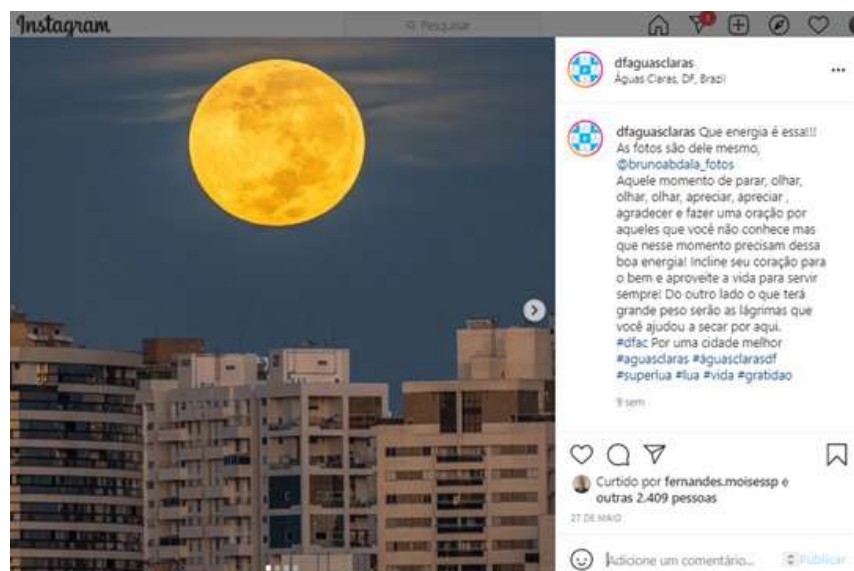 Instagram
Pesquisar
1
dfaguasclaras
Águas Claras, DF, Brazil
dfaguasclaras Que energia é essa!!!
As fotos são dele mesmo,
@brunoabdala_fotos
Aquele momento de parar, olhar,
olhar, olhar, apreciar, apreciar ,
agradecer e fazer uma oração por
aqueles que você não conhece mas
que nesse momento precisam dessa
boa energia! Incline seu coração para
o bem e aproveite a vida para servir
sempre! Do outro lado o que terá
grande peso serão as lágrimas que
você ajudou a secar por aqui.
#dfac Por uma cidade melhor
#aguasclaras #águasclarasdf
#superlua #lua #vida #gratidao
9 sem
Curtido por fernandes.moisessp e
outras 2.409 pessoas
27 DE MAIO
Adicione um comentário... Publicar